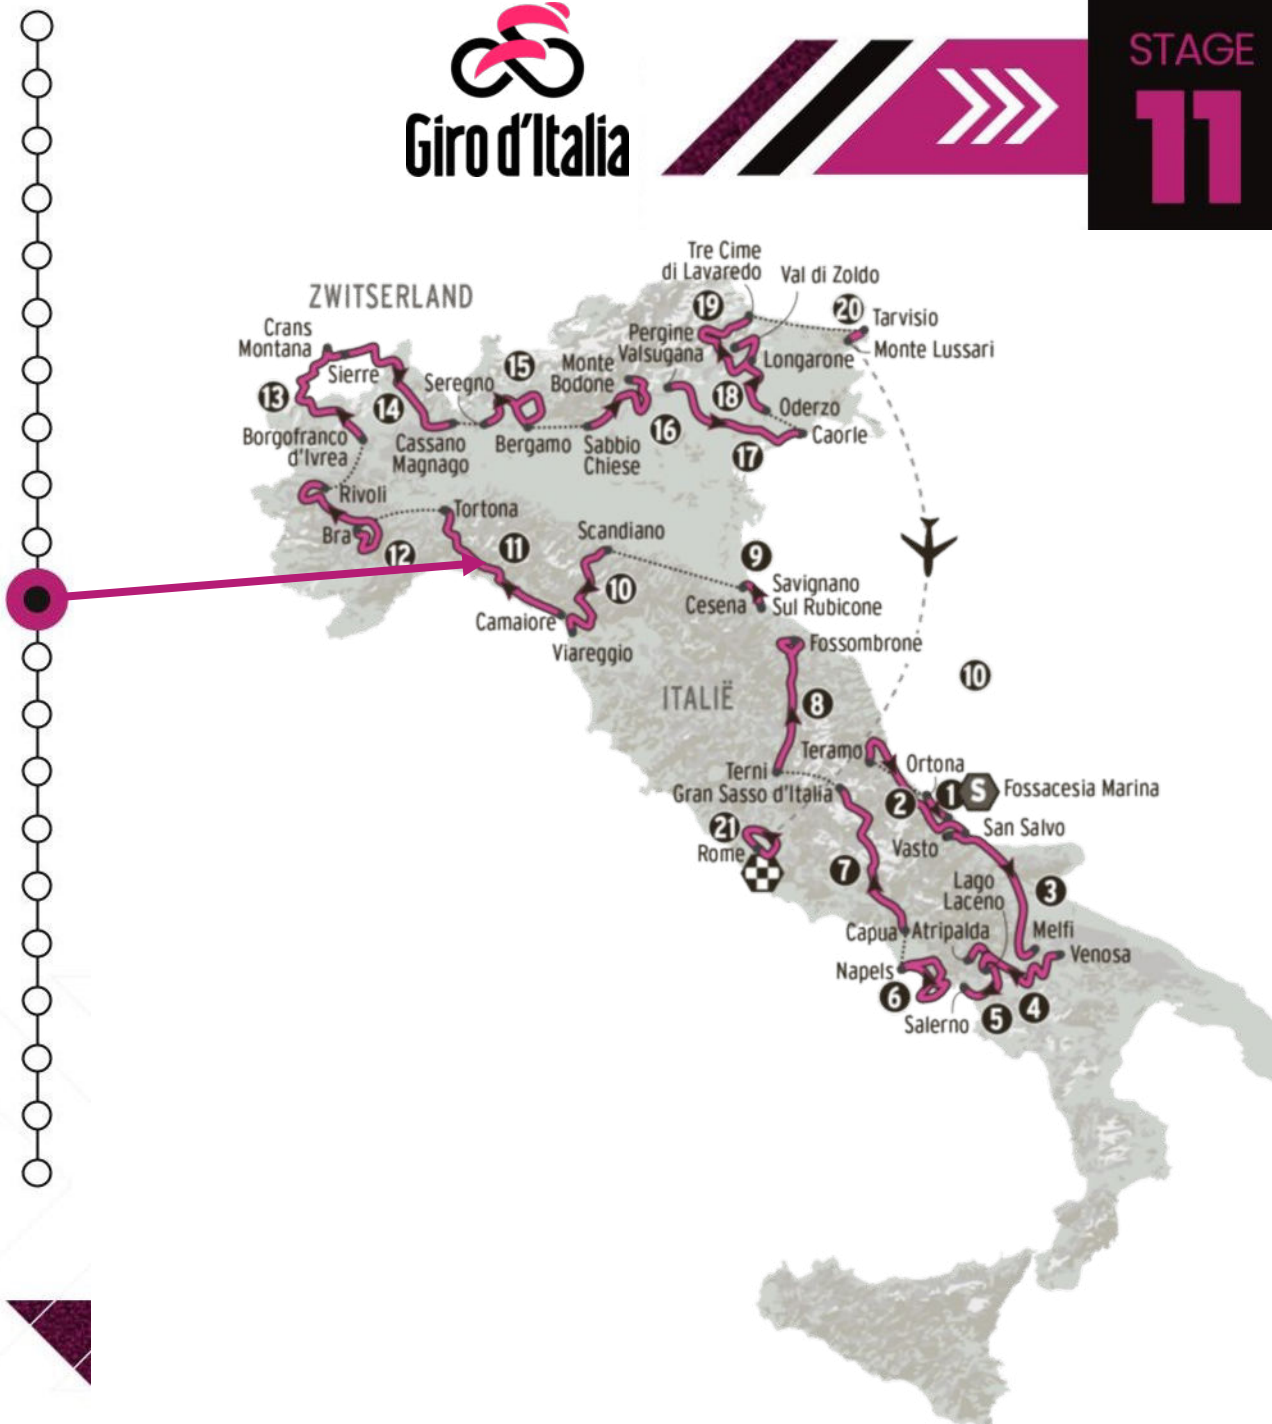 Giro d'Italia
STAGE
11
ZWITSERLAND
Tre Cime
di Lavaredo
Val di Zoldo
19
20
Tarvisio
Monte Lussari
Crans
Montana
Pergine
Valsugana
Longarone
Sierre
Seregno
15
Monte
Bodone
13
14
18
Oderzo
Caorle
16
17
Borgofranco
d'Ivrea
Cassano
Magnago
Bergamo
Sabbio
Chiese
Rivoli
Tortona
Bra
12
11
Scandiano
9
10
Savignano
Sul Rubicone
Cesena
Camaiore
Viareggio
Fossombrone
ITALIË
10
8
Teramo
Ortona
Terni
Gran Sasso d'Italia
2
1
S
Fossacesia Marina
San Salvo
21
Rome
Vasto
7
Lago
Laceno
3
Capua
Atripalda
Melfi
Venosa
Napels
6
Salerno
5
4